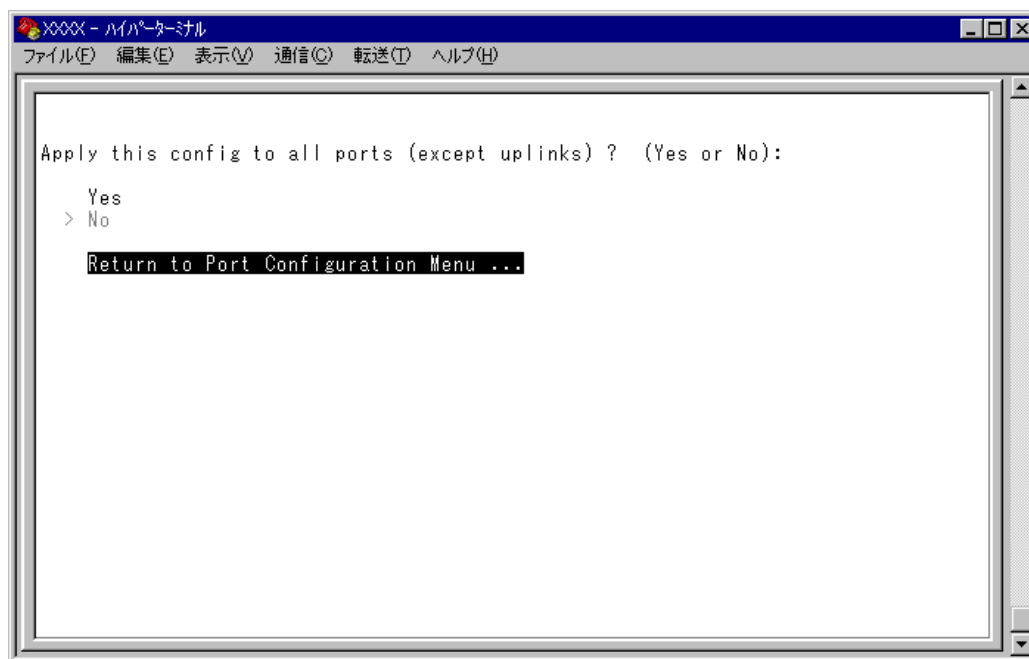 XXXX - ハイパーターミナル
ファイル(F) 編集(E) 表示(V) 通信(C) 転送(T) ヘルプ(H)
Apply this config to all ports (except uplinks) ? (Yes or No):
Yes
> No
Return to Port Configuration Menu ...